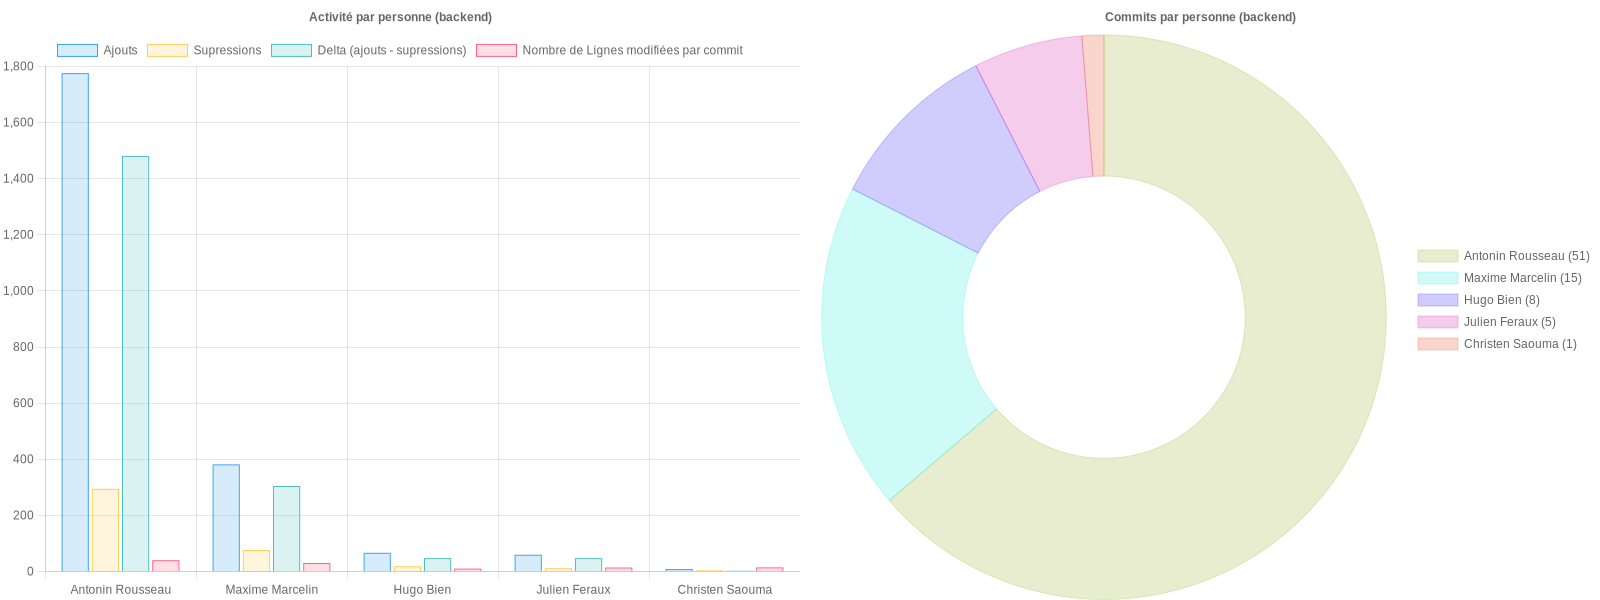 Activité par personne (backend)
Ajouts
Supressions
Delta (ajouts - supressions)
Nombre de Lignes modifiées par commit
1,800
1,600
1,400
1,200
1,000
800
600
400
200
0
Antonin Rousseau
Maxime Marcelin
Hugo Bien
Julien Feraux
Christen Saouma
Commits par personne (backend)
Antonin Rousseau (51)
Maxime Marcelin (15)
Hugo Bien (8)
Julien Feraux (5)
Christen Saouma (1)